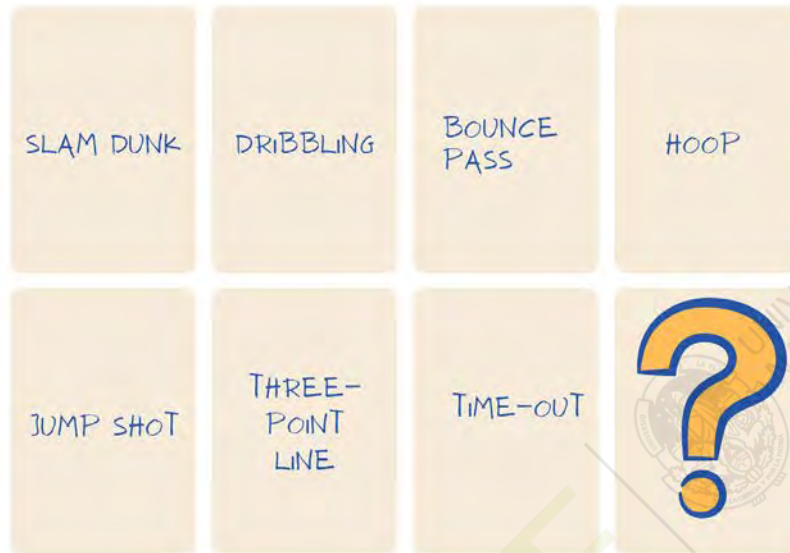 SLAM DUNK
DRIBBLING
BOUNCE
PASS
HOOP
JUMP SHOT
THREE-
POINT
LINE
TIME-OUT
?